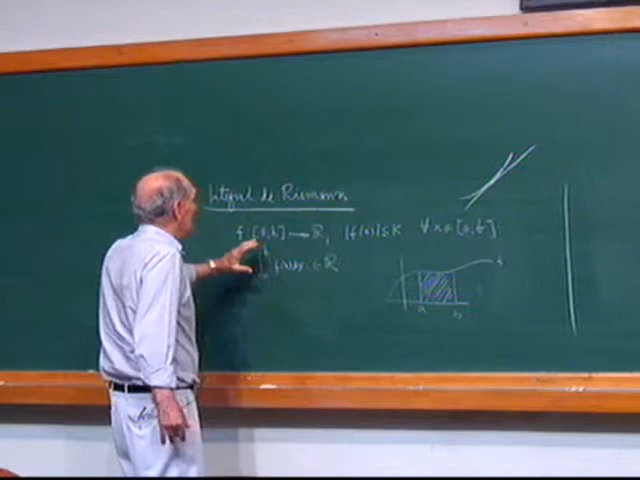 Integral de Riemann
f: [a,b] → R, |f(x)| ≤ K ∀ x ∈ [a,b]
∫ f(x)dx ∈ R
f
a b